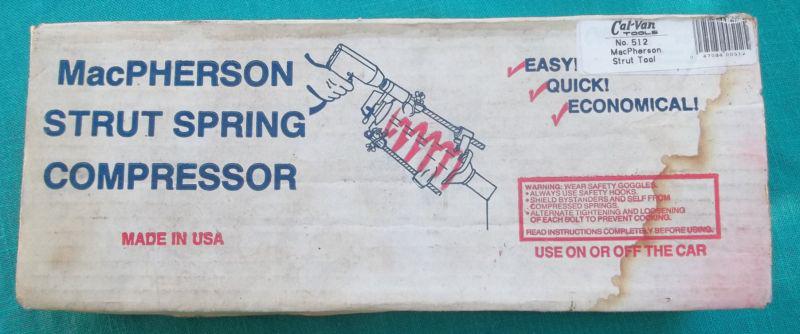 MacPHERSON
STRUT SPRING
COMPRESSOR
MADE IN USA
EASY!
QUICK!
ECONOMICAL!
Cal-Van
TOOLS
No. 512
MacPherson
Strut Tool
WARNING: WEAR SAFETY GOGGLES.
• ALWAYS USE SAFETY HOOKS.
• SHIELD BYSTANDERS AND SELF FROM
COMPRESSED SPRINGS.
• ALTERNATE TIGHTENING AND LOOSENING
OF EACH BOLT TO PREVENT COCKING.
READ INSTRUCTIONS COMPLETELY BEFORE USING.
USE ON OR OFF THE CAR